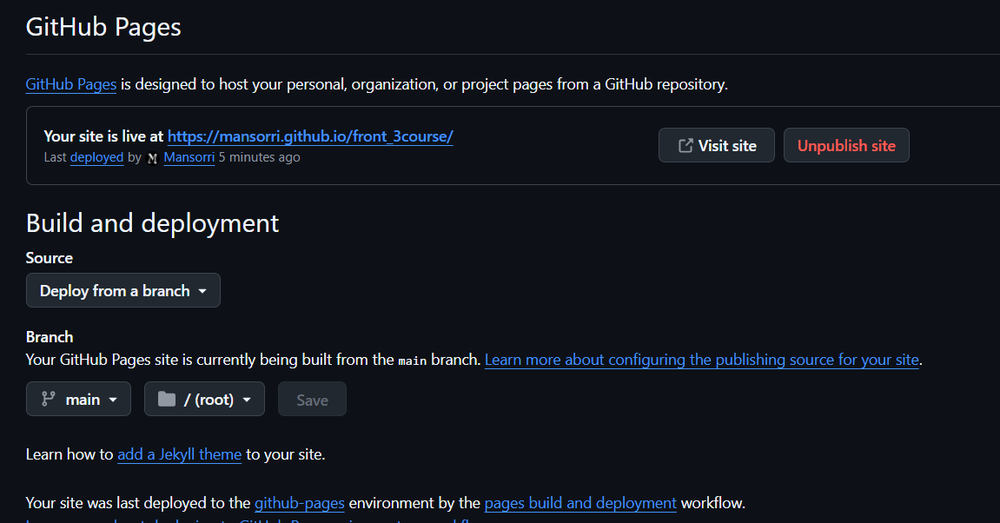 GitHub Pages
GitHub Pages is designed to host your personal, organization, or project pages from a GitHub repository.
Your site is live at https://mansorri.github.io/front_3course/
Last deployed by Mansorri 5 minutes ago
Visit site
Unpublish site
Build and deployment
Source
Deploy from a branch
Branch
Your GitHub Pages site is currently being built from the main branch. Learn more about configuring the publishing source for your site.
main
/ (root)
Save
Learn how to add a Jekyll theme to your site.
Your site was last deployed to the github-pages environment by the pages build and deployment workflow.